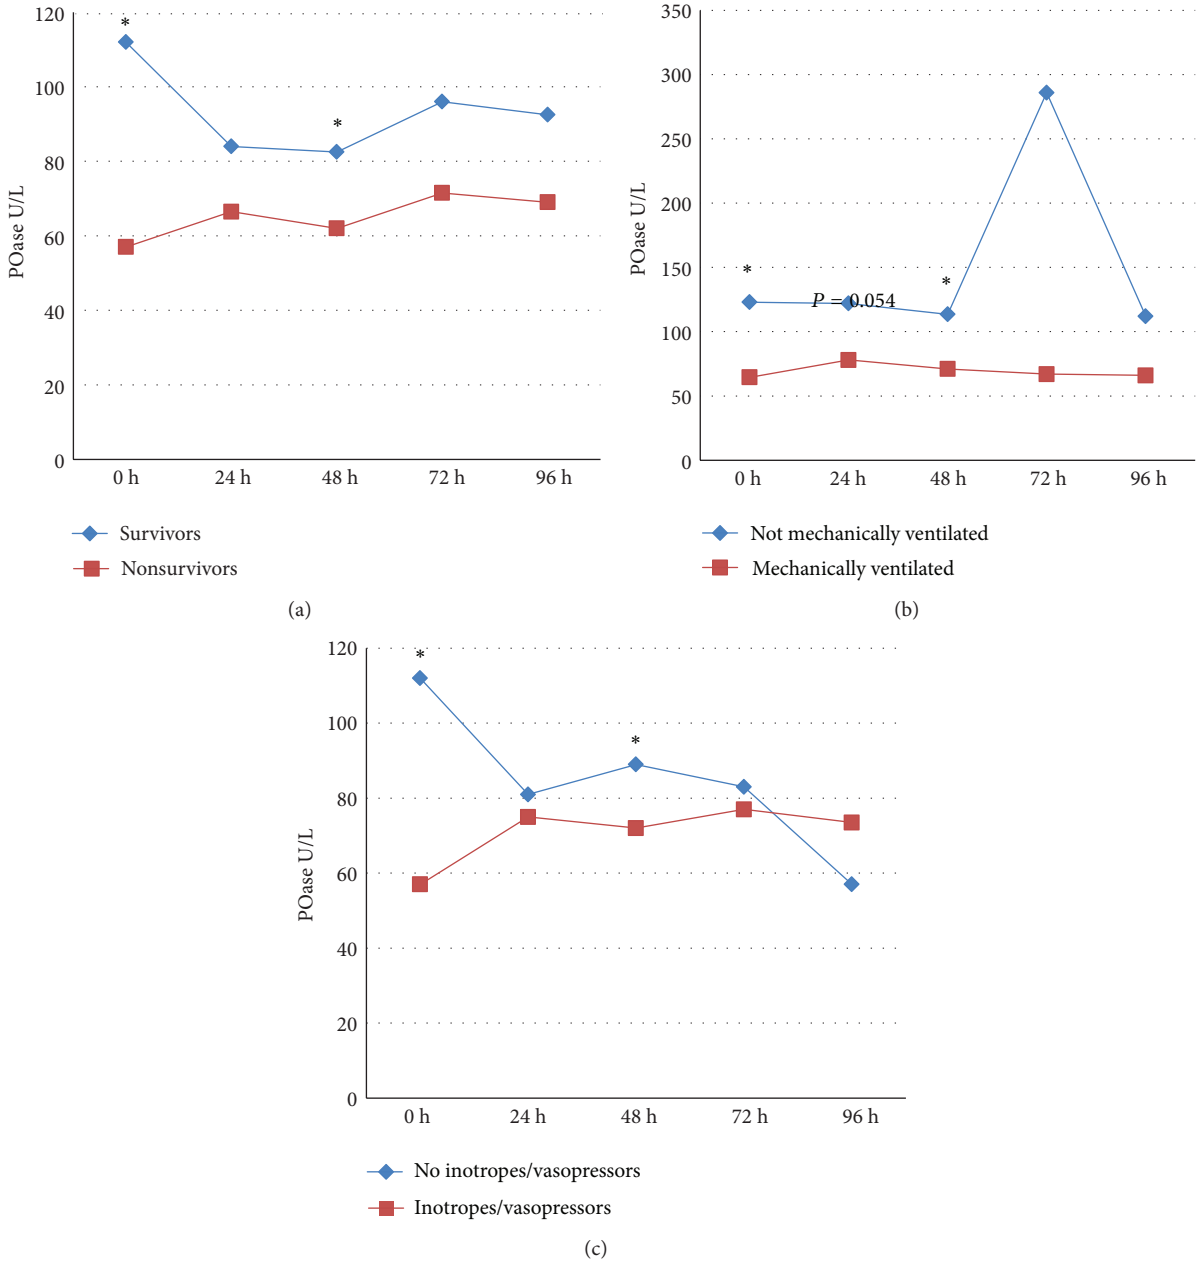 120
100
80
60
40
20
0
POase U/L
*
*
0 h 24 h 48 h 72 h 96 h
Survivors
Nonsurvivors
(a)
350
300
250
200
150
100
50
0
POase U/L
*
*
P = 0.054
0 h 24 h 48 h 72 h 96 h
Not mechanically ventilated
Mechanically ventilated
(b)
120
100
80
60
40
20
0
POase U/L
*
*
0 h 24 h 48 h 72 h 96 h
No inotropes/vasopressors
Inotropes/vasopressors
(c)